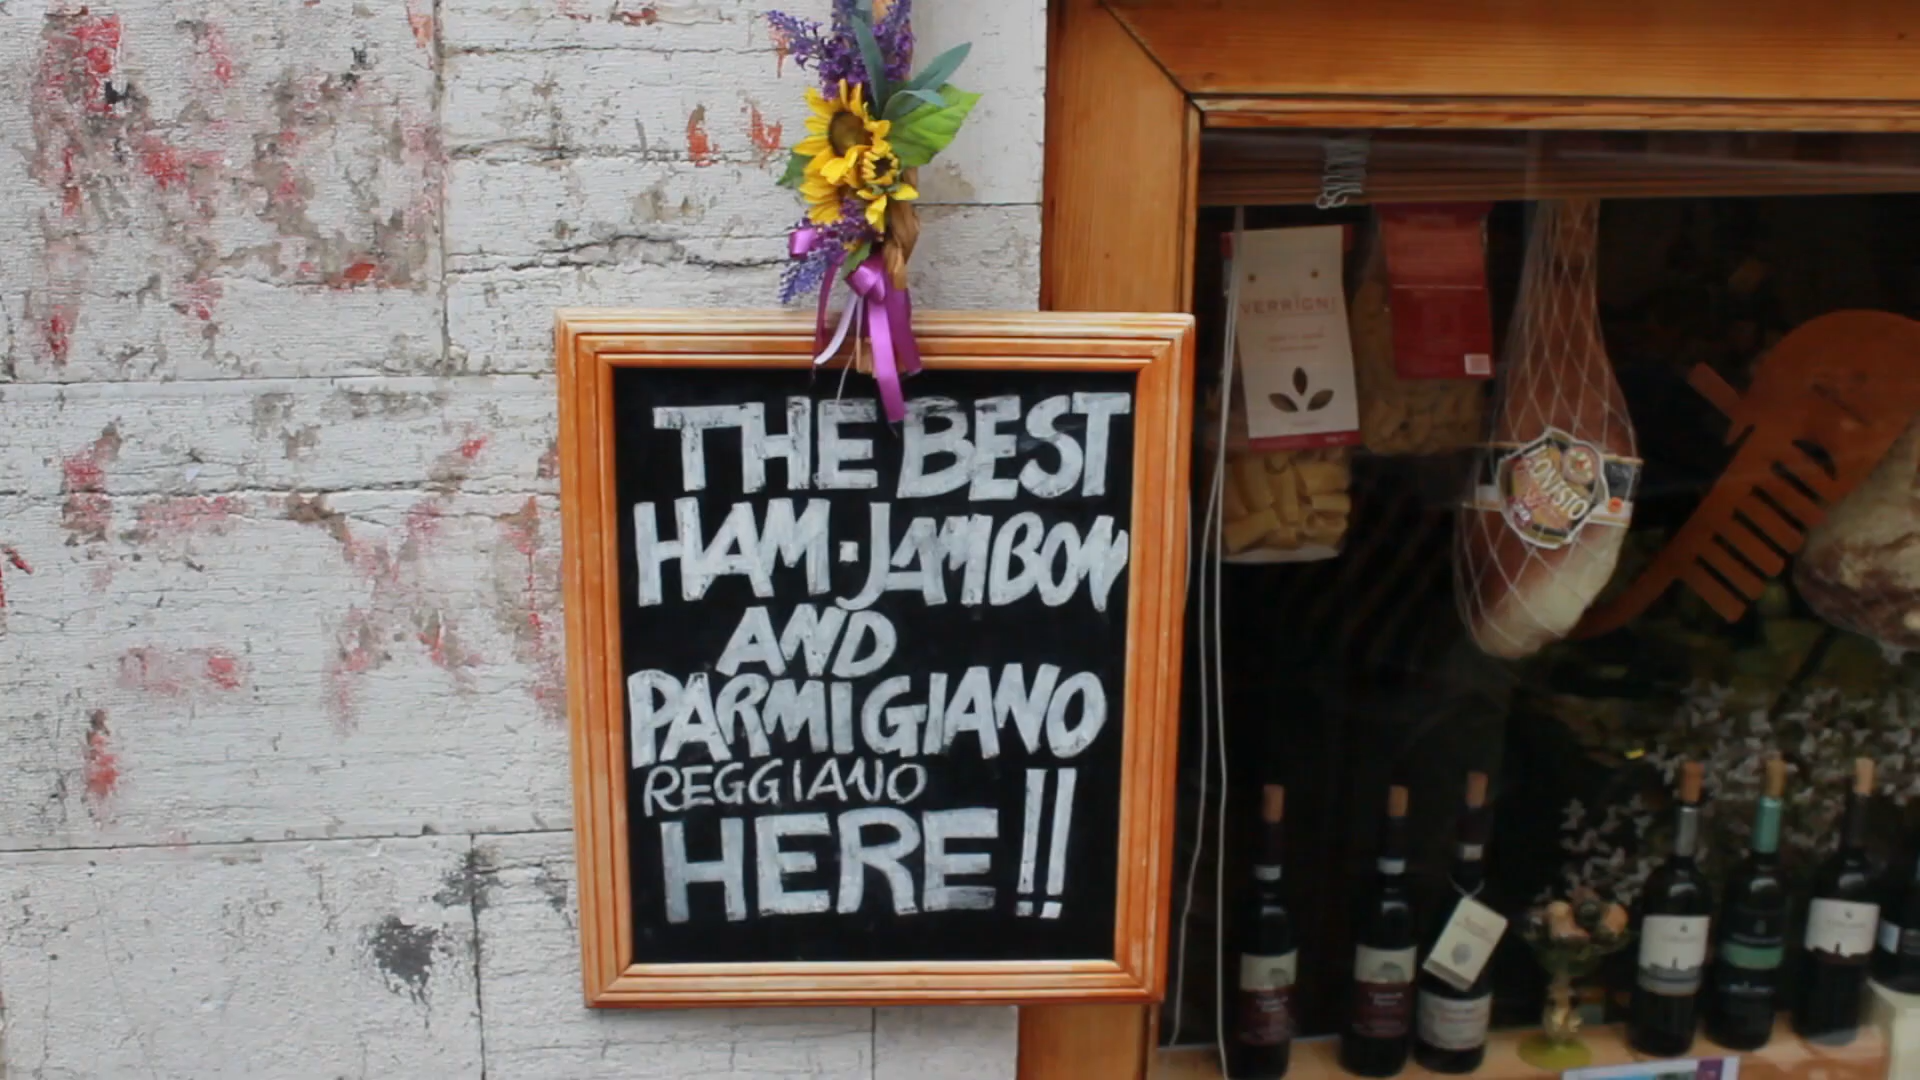 THE BEST
HAM · JAMBON
AND
PARMIGIANO
REGGIANO
HERE !!
VERRIGNI